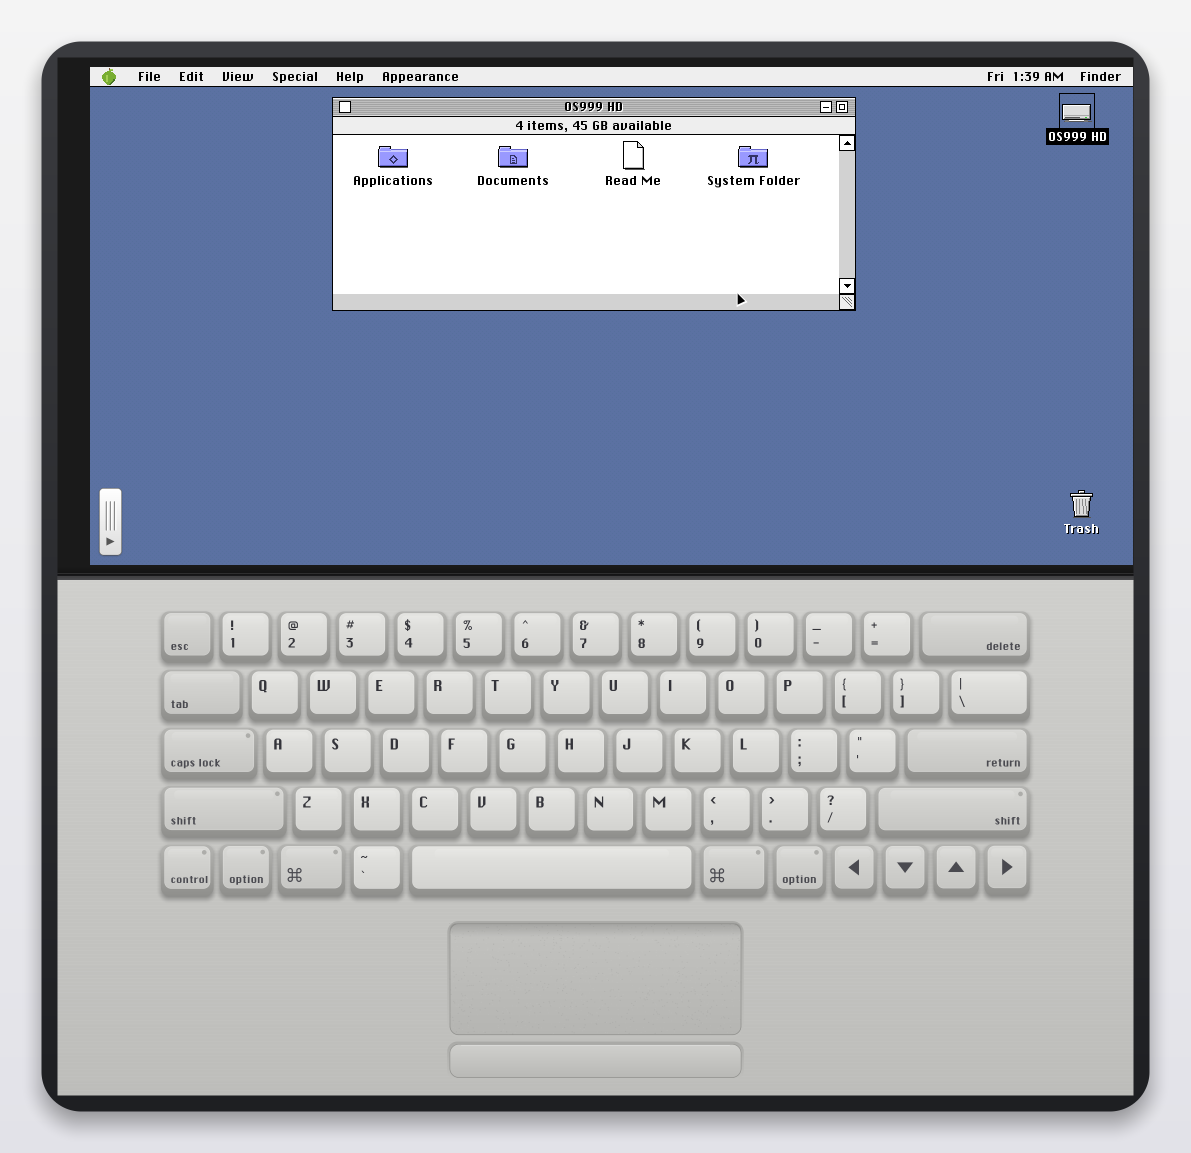 File Edit View Special Help Appearance Fri 1:39 AM Finder
OS999 HD
4 items, 45 GB available
Applications Documents Read Me System Folder
OS999 HD
Trash
esc ! 1 @ 2 # 3 $ 4 % 5 ^ 6 & 7 * 8 ( 9 ) 0 _ - + = delete
tab Q W E R T Y U I O P { [ } ] | \
caps lock A S D F G H J K L : ; " ' return
shift Z X C V B N M < , > . ? / shift
control option ⌘ ~ ` ⌘ option